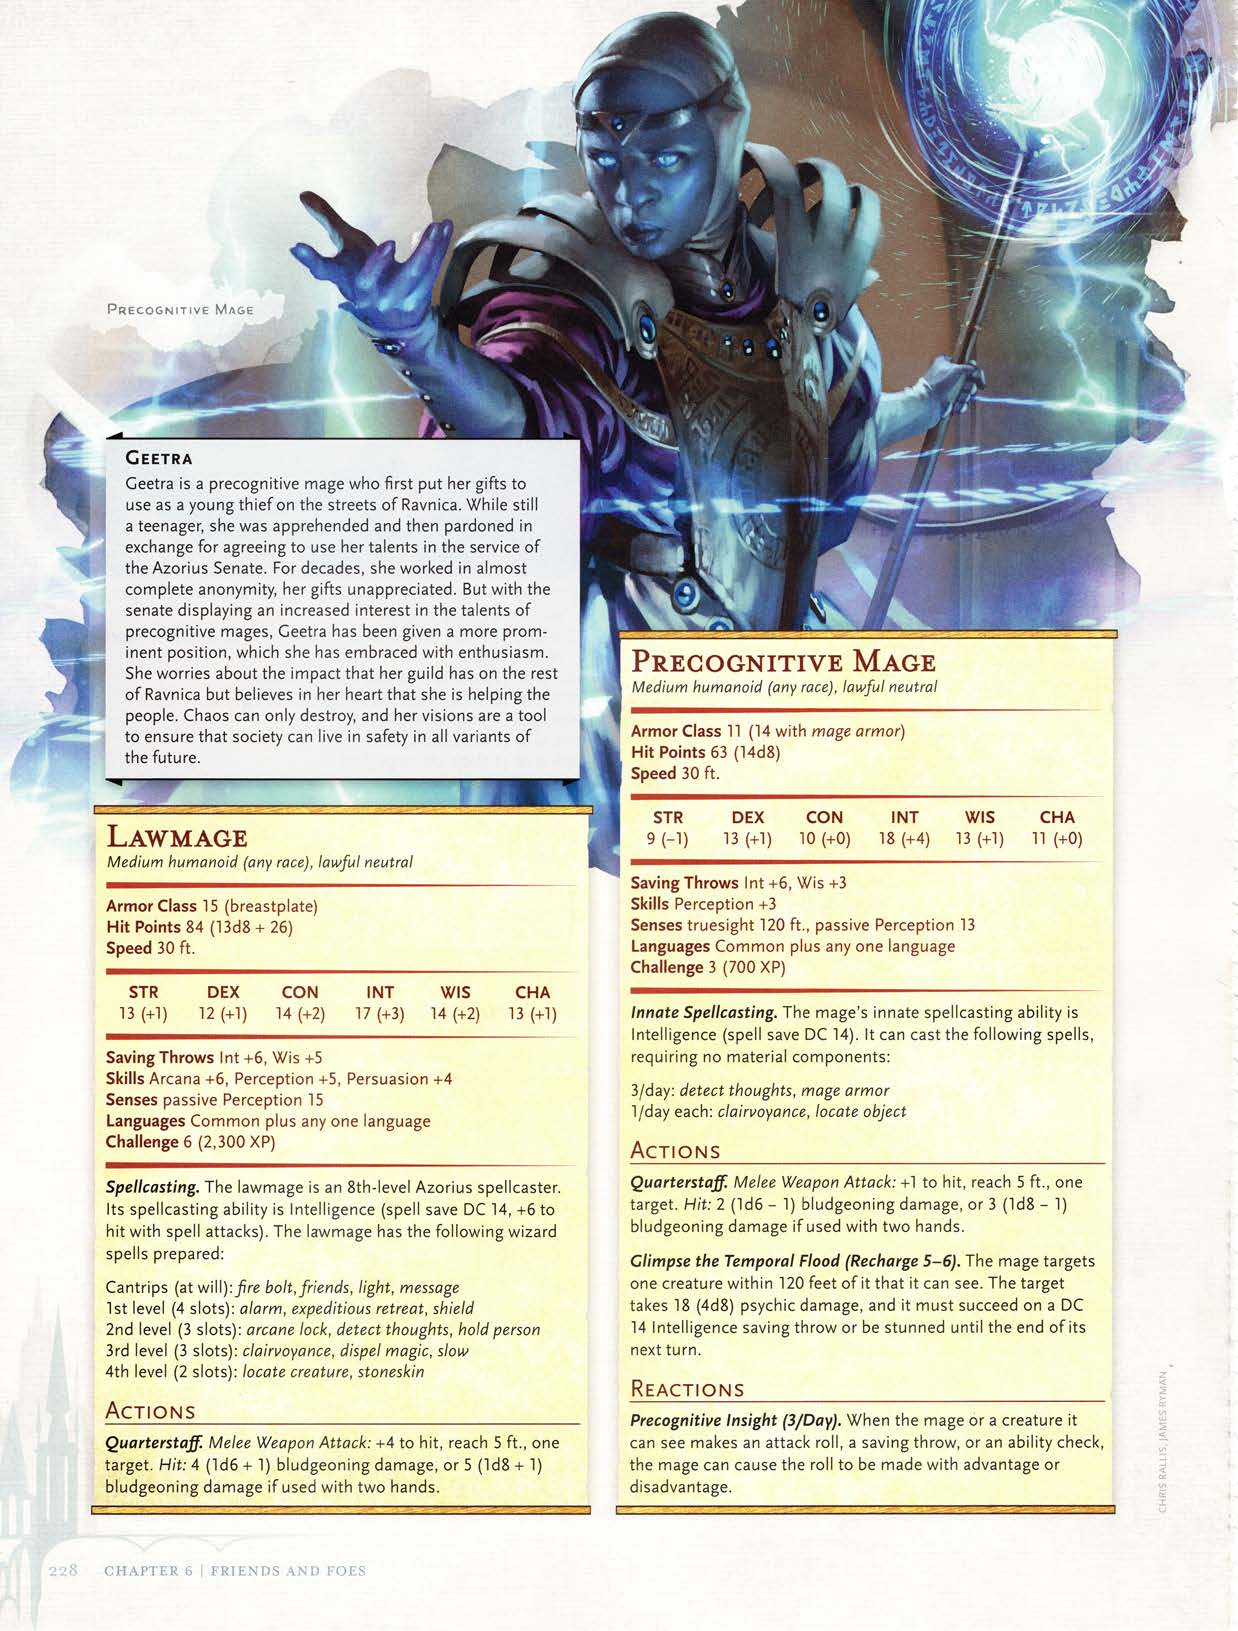 PRECOGNITIVE MAGE
GEETRA
Geetra is a precognitive mage who first put her gifts to
use as a young thief on the streets of Ravnica. While still
a teenager, she was apprehended and then pardoned in
exchange for agreeing to use her talents in the service of
the Azorius Senate. For decades, she worked in almost
complete anonymity, her gifts unappreciated. But with the
senate displaying an increased interest in the talents of
precognitive mages, Geetra has been given a more prom-
inent position, which she has embraced with enthusiasm.
She worries about the impact that her guild has on the rest
of Ravnica but believes in her heart that she is helping the
people. Chaos can only destroy, and her visions are a tool
to ensure that society can live in safety in all variants of
the future.
LAWMAGE
Medium humanoid (any race), lawful neutral
Armor Class 15 (breastplate)
Hit Points 84 (13d8 + 26)
Speed 30 ft.
STR DEX CON INT WIS CHA
13 (+1) 12 (+1) 14 (+2) 17 (+3) 14 (+2) 13 (+1)
Saving Throws Int +6, Wis +5
Skills Arcana +6, Perception +5, Persuasion +4
Senses passive Perception 15
Languages Common plus any one language
Challenge 6 (2,300 XP)
Spellcasting. The lawmage is an 8th-level Azorius spellcaster.
Its spellcasting ability is Intelligence (spell save DC 14, +6 to
hit with spell attacks). The lawmage has the following wizard
spells prepared:
Cantrips (at will): fire bolt, friends, light, message
1st level (4 slots): alarm, expeditious retreat, shield
2nd level (3 slots): arcane lock, detect thoughts, hold person
3rd level (3 slots): clairvoyance, dispel magic, slow
4th level (2 slots): locate creature, stoneskin
ACTIONS
Quarterstaff. Melee Weapon Attack: +4 to hit, reach 5 ft., one
target. Hit: 4 (1d6 + 1) bludgeoning damage, or 5 (1d8 + 1)
bludgeoning damage if used with two hands.
PRECOGNITIVE MAGE
Medium humanoid (any race), lawful neutral
Armor Class 11 (14 with mage armor)
Hit Points 63 (14d8)
Speed 30 ft.
STR DEX CON INT WIS CHA
9 (−1) 13 (+1) 10 (+0) 18 (+4) 13 (+1) 11 (+0)
Saving Throws Int +6, Wis +3
Skills Perception +3
Senses truesight 120 ft., passive Perception 13
Languages Common plus any one language
Challenge 3 (700 XP)
Innate Spellcasting. The mage's innate spellcasting ability is
Intelligence (spell save DC 14). It can cast the following spells,
requiring no material components:
3/day: detect thoughts, mage armor
1/day each: clairvoyance, locate object
ACTIONS
Quarterstaff. Melee Weapon Attack: +1 to hit, reach 5 ft., one
target. Hit: 2 (1d6 − 1) bludgeoning damage, or 3 (1d8 − 1)
bludgeoning damage if used with two hands.
Glimpse the Temporal Flood (Recharge 5–6). The mage targets
one creature within 120 feet of it that it can see. The target
takes 18 (4d8) psychic damage, and it must succeed on a DC
14 Intelligence saving throw or be stunned until the end of its
next turn.
REACTIONS
Precognitive Insight (3/Day). When the mage or a creature it
can see makes an attack roll, a saving throw, or an ability check,
the mage can cause the roll to be made with advantage or
disadvantage.
CHRIS RALLIS, JAMES RYMAN
228 CHAPTER 6 | FRIENDS AND FOES